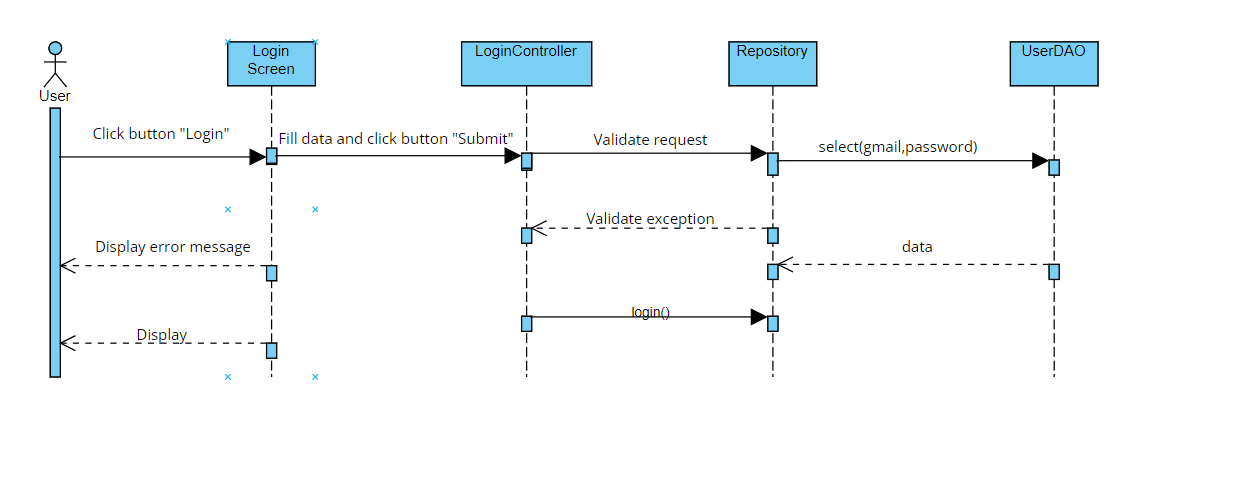 User
Login
Screen
LoginController
Repository
UserDAO
Click button "Login"
Fill data and click button "Submit"
Validate request
select(gmail,password)
Validate exception
Display error message
data
login()
Display